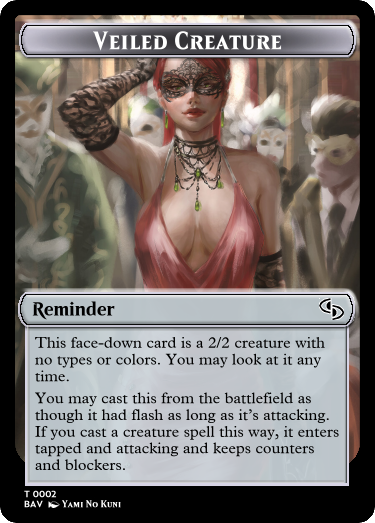 Veiled Creature
Reminder
This face-down card is a 2/2 creature with
no types or colors. You may look at it any
time.
You may cast this from the battlefield as
though it had flash as long as it's attacking.
If you cast a creature spell this way, it enters
tapped and attacking and keeps counters
and blockers.
T 0002
BAV Yami No Kuni